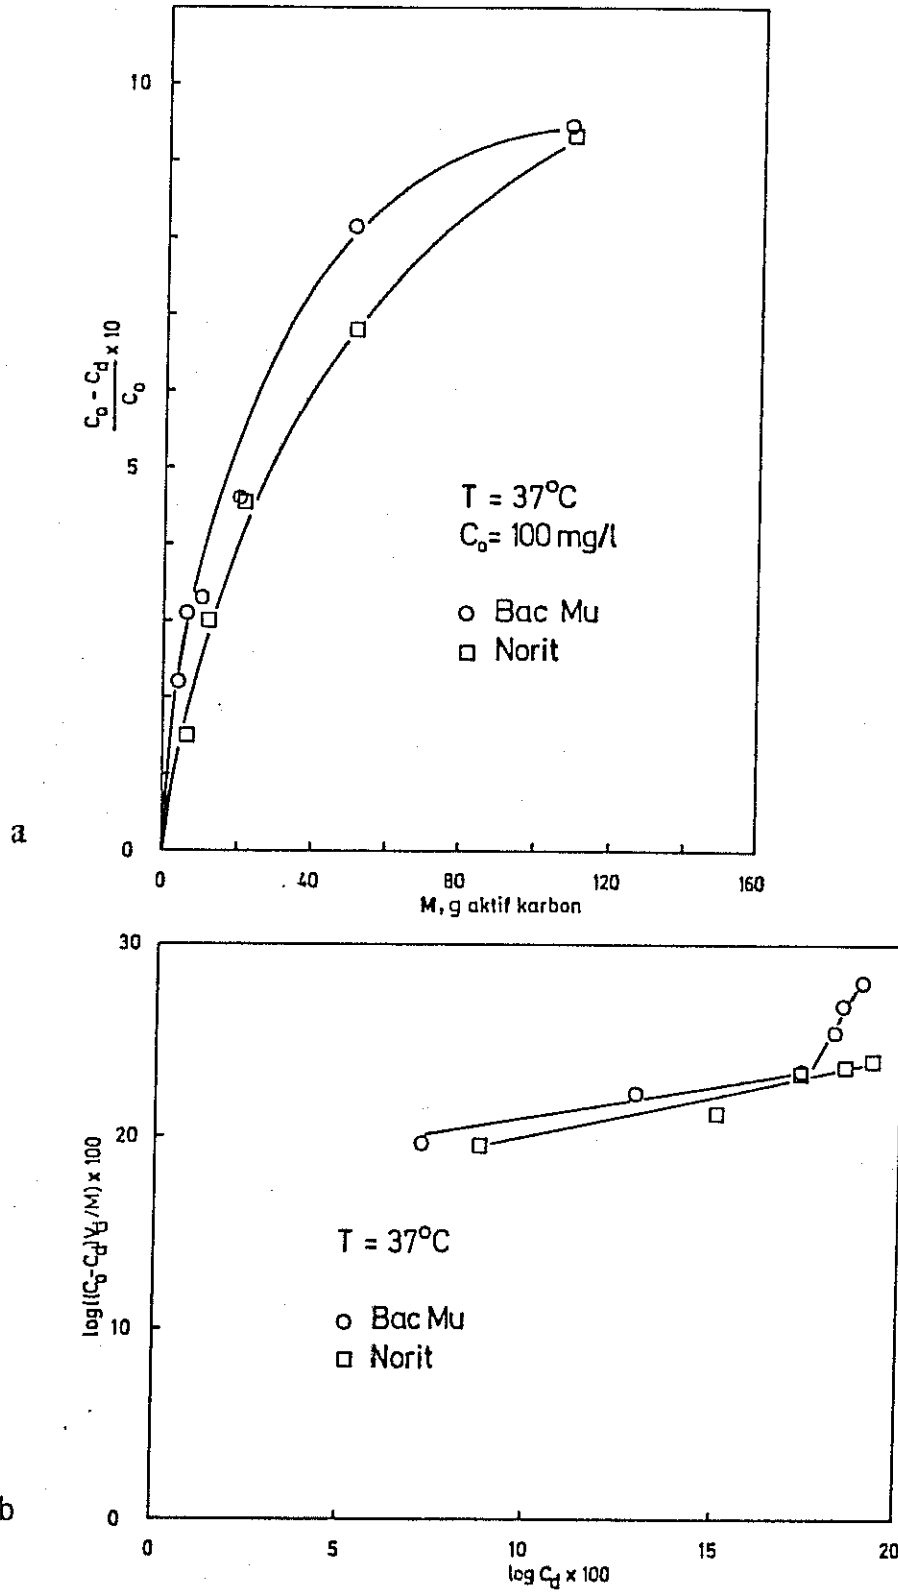 10
C₀ - C_d x 10
C₀
5
T = 37°C
C₀ = 100 mg/l
Bac Mu
Norit
0
a
0 40 80 120 160
M, g aktif karbon
30
20
log((C₀-C_d)V_d/M) x 100
T = 37°C
10
Bac Mu
Norit
0
b
0 5 10 15 20
log C_d x 100